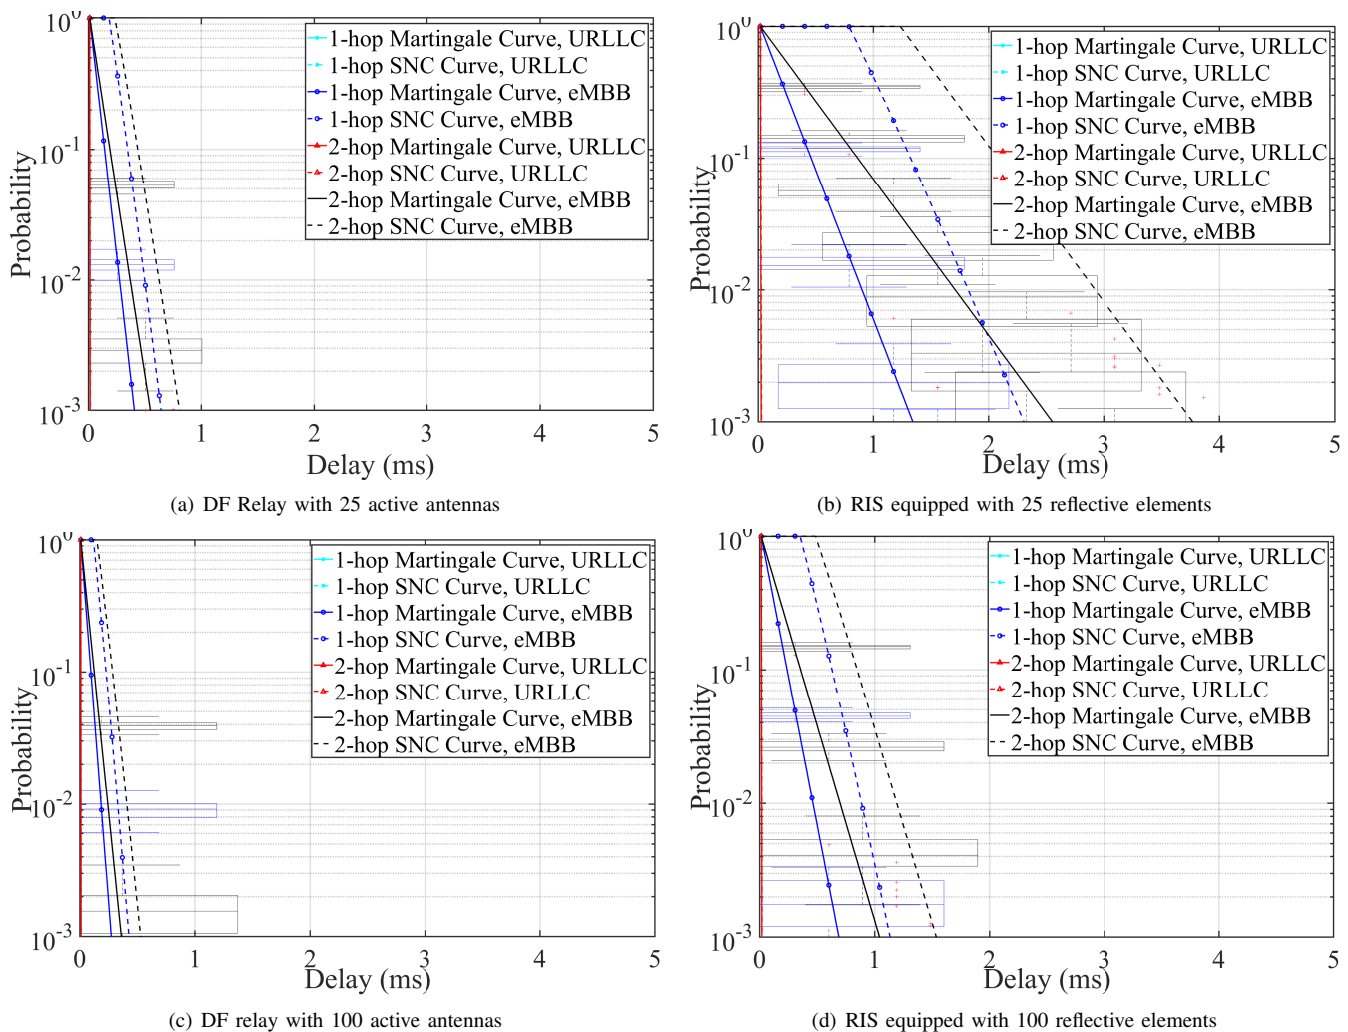 10^0
10^-1
10^-2
10^-3
Probability
0 1 2 3 4 5
Delay (ms)
1-hop Martingale Curve, URLLC
1-hop SNC Curve, URLLC
1-hop Martingale Curve, eMBB
1-hop SNC Curve, eMBB
2-hop Martingale Curve, URLLC
2-hop SNC Curve, URLLC
2-hop Martingale Curve, eMBB
2-hop SNC Curve, eMBB
(a) DF Relay with 25 active antennas
10^0
10^-1
10^-2
10^-3
Probability
0 1 2 3 4 5
Delay (ms)
1-hop Martingale Curve, URLLC
1-hop SNC Curve, URLLC
1-hop Martingale Curve, eMBB
1-hop SNC Curve, eMBB
2-hop Martingale Curve, URLLC
2-hop SNC Curve, URLLC
2-hop Martingale Curve, eMBB
2-hop SNC Curve, eMBB
(b) RIS equipped with 25 reflective elements
10^0
10^-1
10^-2
10^-3
Probability
0 1 2 3 4 5
Delay (ms)
1-hop Martingale Curve, URLLC
1-hop SNC Curve, URLLC
1-hop Martingale Curve, eMBB
1-hop SNC Curve, eMBB
2-hop Martingale Curve, URLLC
2-hop SNC Curve, URLLC
2-hop Martingale Curve, eMBB
2-hop SNC Curve, eMBB
(c) DF relay with 100 active antennas
10^0
10^-1
10^-2
10^-3
Probability
0 1 2 3 4 5
Delay (ms)
1-hop Martingale Curve, URLLC
1-hop SNC Curve, URLLC
1-hop Martingale Curve, eMBB
1-hop SNC Curve, eMBB
2-hop Martingale Curve, URLLC
2-hop SNC Curve, URLLC
2-hop Martingale Curve, eMBB
2-hop SNC Curve, eMBB
(d) RIS equipped with 100 reflective elements